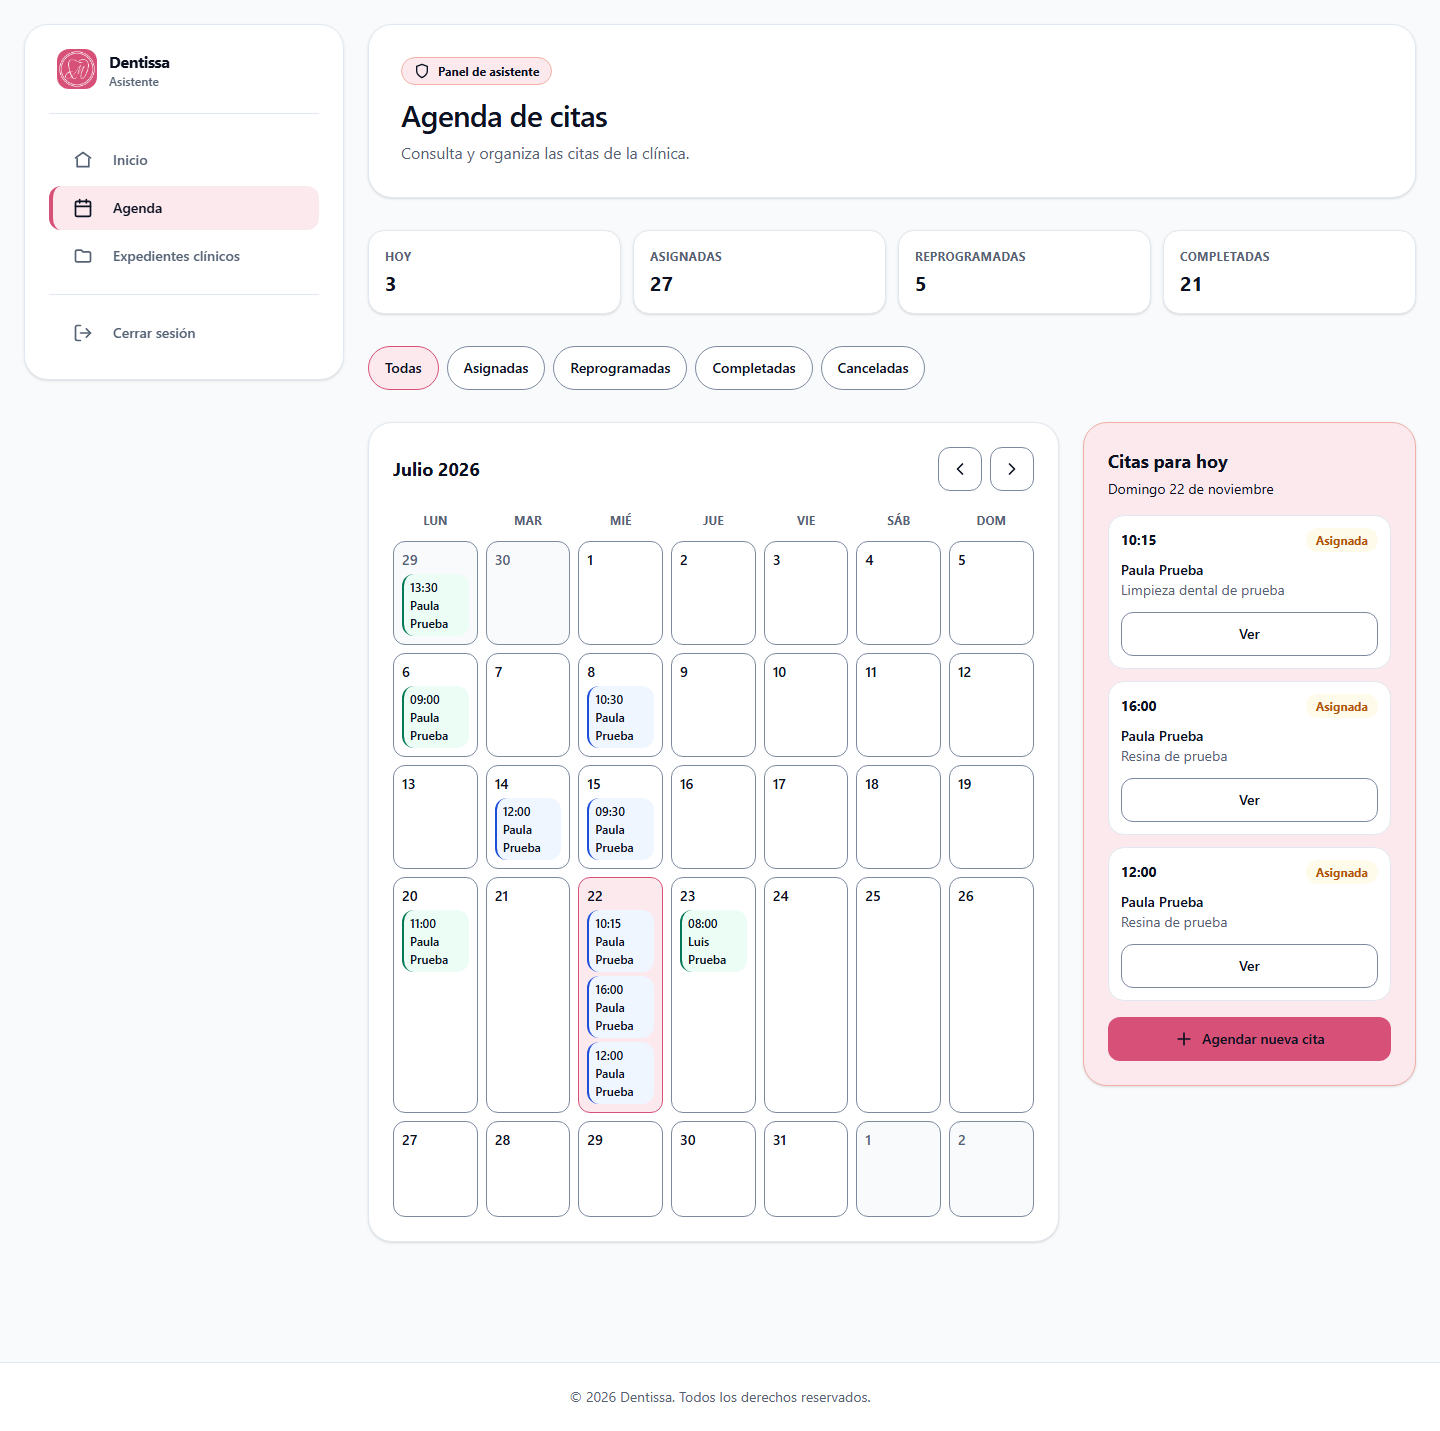 Dentissa
Asistente
Inicio
Agenda
Expedientes clínicos
Cerrar sesión
Panel de asistente
Agenda de citas
Consulta y organiza las citas de la clínica.
HOY
3
ASIGNADAS
27
REPROGRAMADAS
5
COMPLETADAS
21
Todas
Asignadas
Reprogramadas
Completadas
Canceladas
Julio 2026
LUN MAR MIÉ JUE VIE SÁB DOM
29
13:30
Paula
Prueba
30
1
2
3
4
5
6
09:00
Paula
Prueba
7
8
10:30
Paula
Prueba
9
10
11
12
13
14
12:00
Paula
Prueba
15
09:30
Paula
Prueba
16
17
18
19
20
11:00
Paula
Prueba
21
22
10:15
Paula
Prueba
16:00
Paula
Prueba
12:00
Paula
Prueba
23
08:00
Luis
Prueba
24
25
26
27
28
29
30
31
1
2
Citas para hoy
Domingo 22 de noviembre
10:15 Asignada
Paula Prueba
Limpieza dental de prueba
Ver
16:00 Asignada
Paula Prueba
Resina de prueba
Ver
12:00 Asignada
Paula Prueba
Resina de prueba
Ver
Agendar nueva cita
© 2026 Dentissa. Todos los derechos reservados.